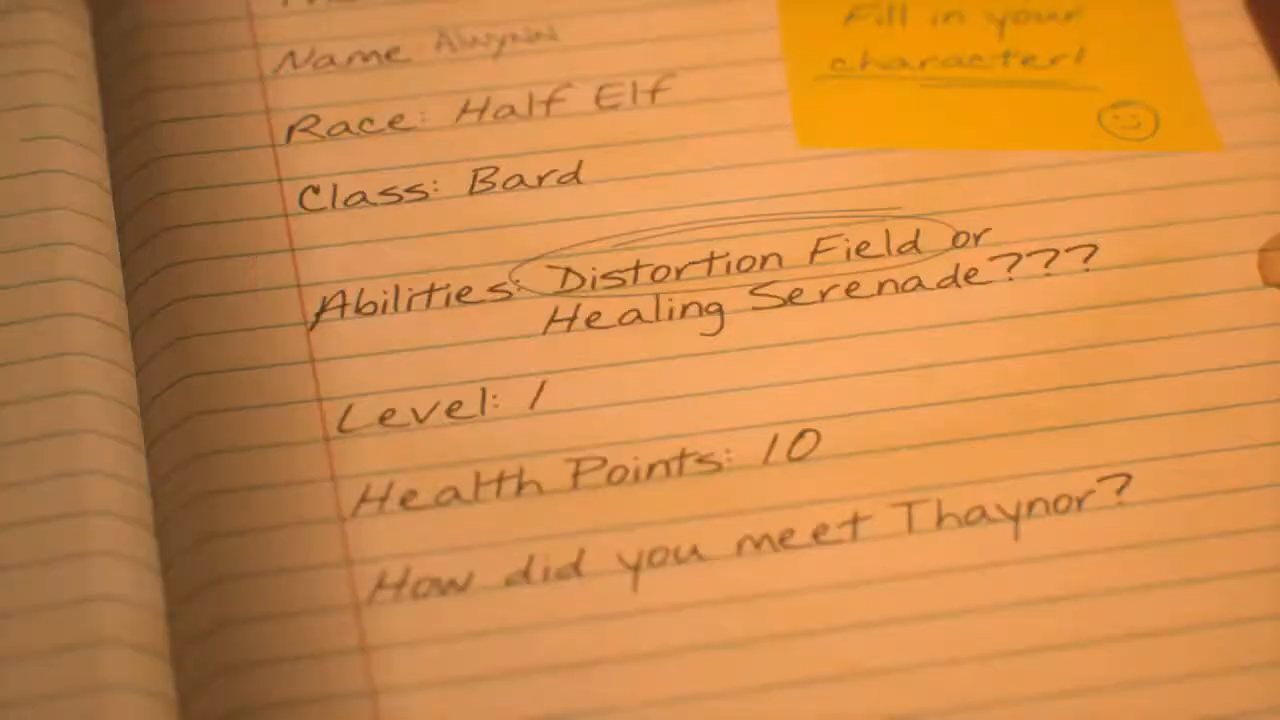 Name Alwynn
Race: Half Elf
Class: Bard
Abilities: Distortion Field or
Healing Serenade???
Level: 1
Health Points: 10
How did you meet Thaynor?
Fill in your
character!